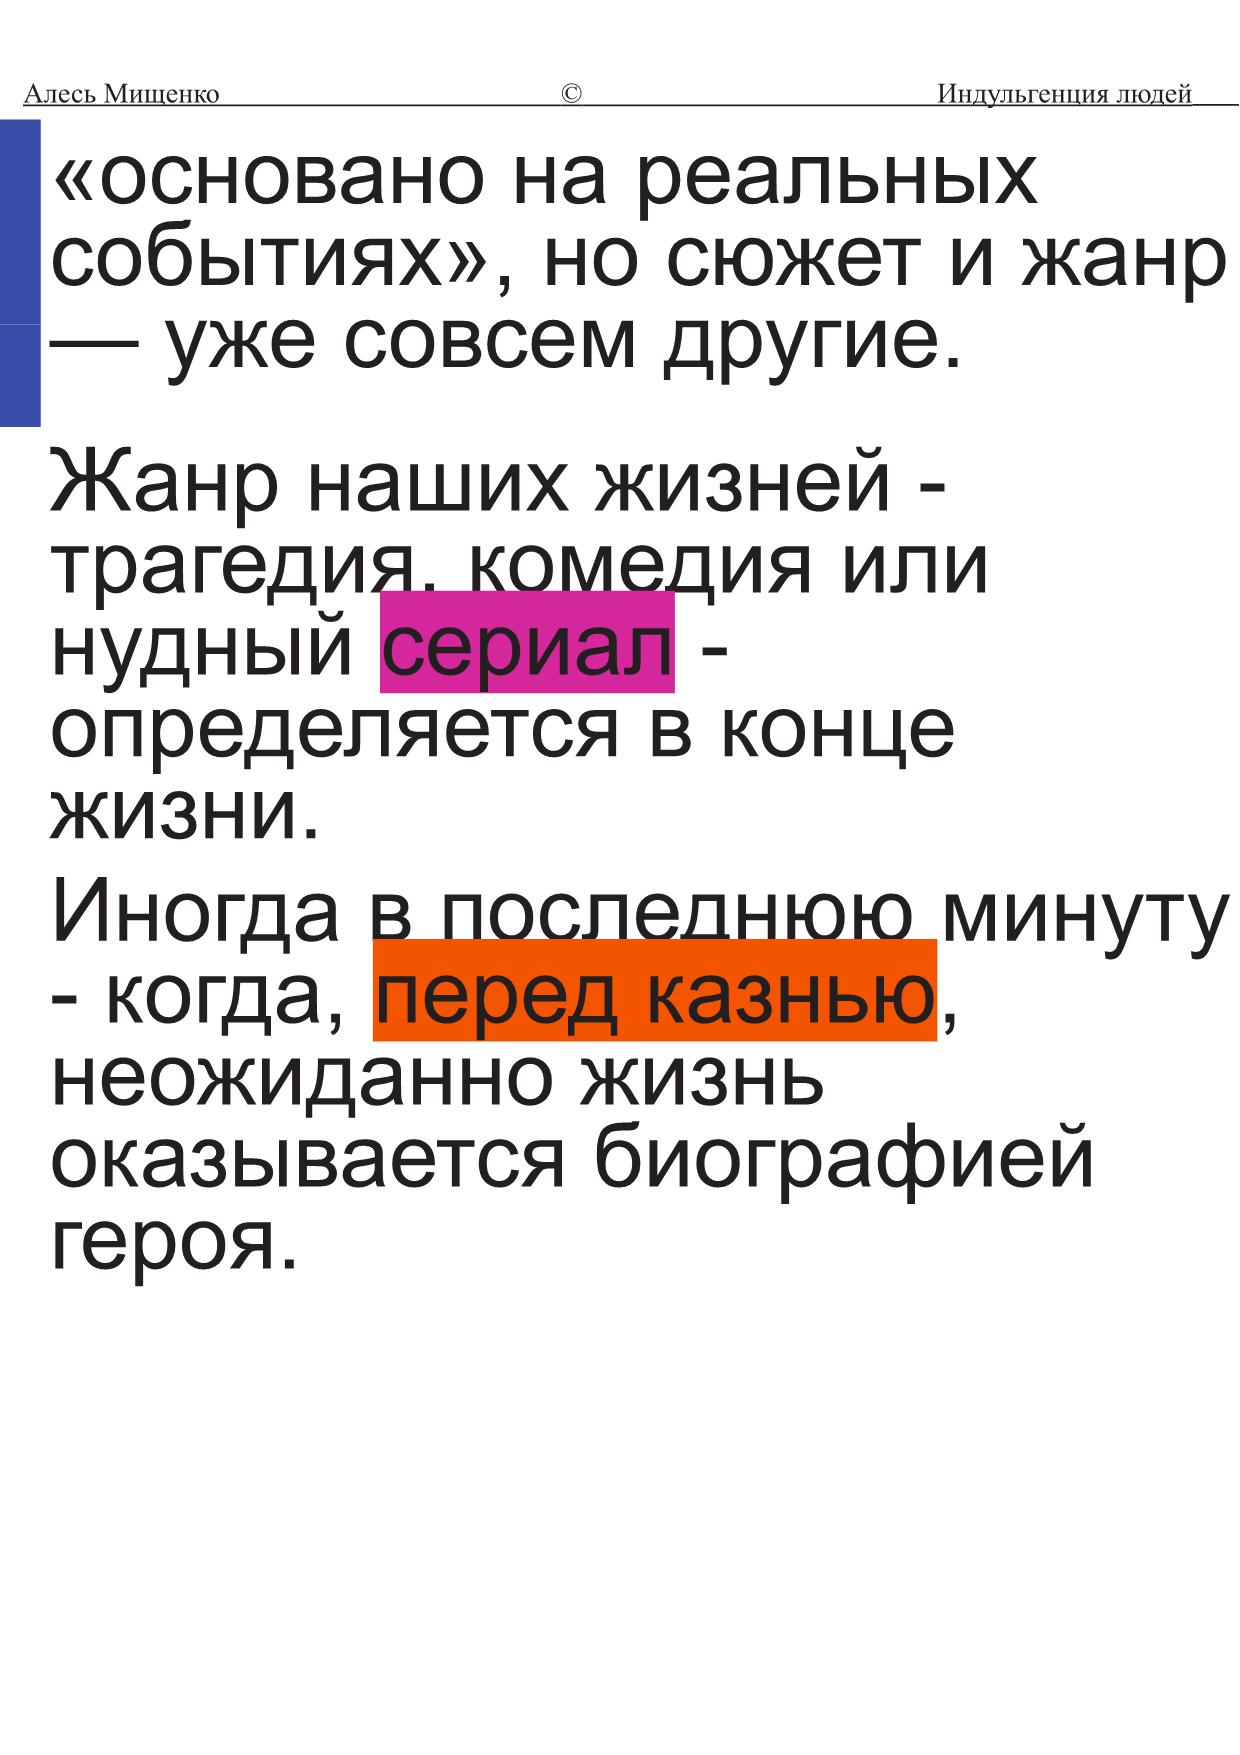 Алесь Мищенко © Индульгенция людей
«основано на реальных
событиях», но сюжет и жанр
— уже совсем другие.
Жанр наших жизней -
трагедия, комедия или
нудный сериал -
определяется в конце
жизни.
Иногда в последнюю минуту
- когда, перед казнью,
неожиданно жизнь
оказывается биографией
героя.